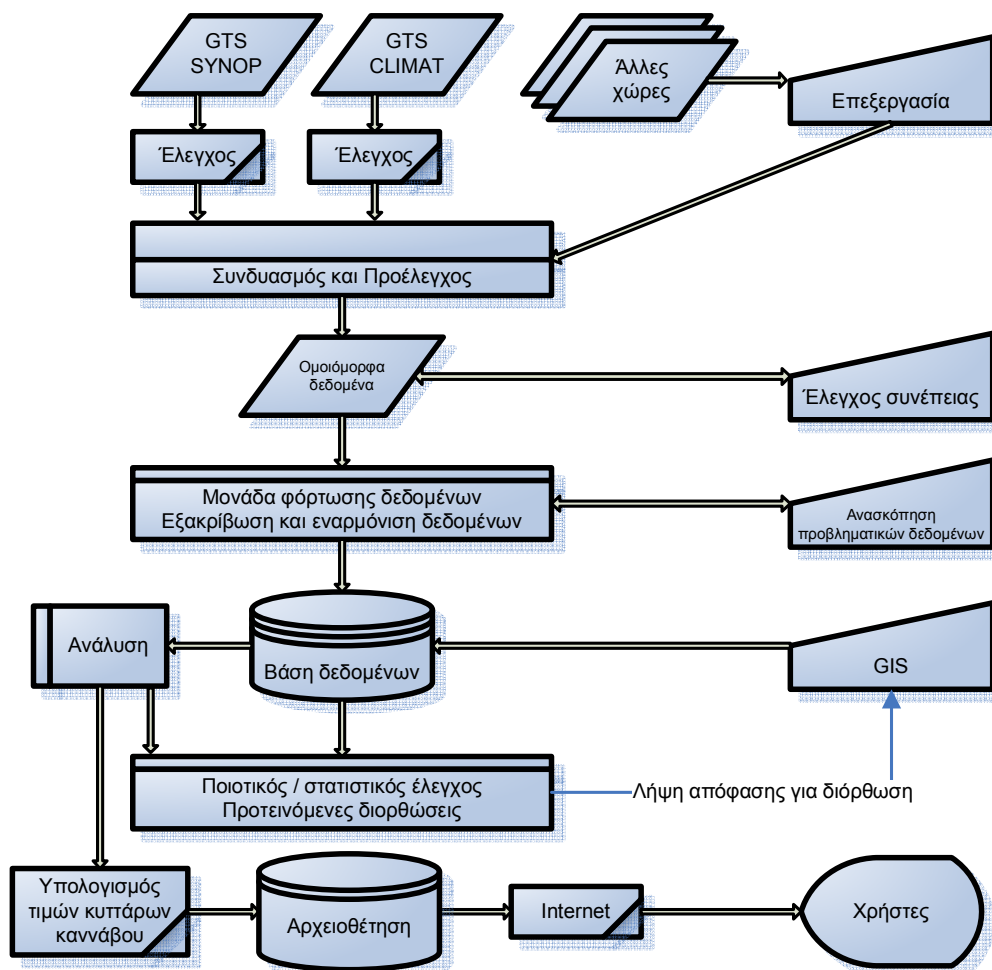 GTS
SYNOP
GTS
CLIMAT
Άλλες
χώρες
Επεξεργασία
Έλεγχος
Έλεγχος
Συνδυασμός και Προέλεγχος
Ομοιόμορφα
δεδομένα
Έλεγχος συνέπειας
Μονάδα φόρτωσης δεδομένων
Εξακρίβωση και εναρμόνιση δεδομένων
Ανασκόπηση
προβληματικών δεδομένων
Ανάλυση
Βάση δεδομένων
GIS
Ποιοτικός / στατιστικός έλεγχος
Προτεινόμενες διορθώσεις
Λήψη απόφασης για διόρθωση
Υπολογισμός
τιμών κυττάρων
καννάβου
Αρχειοθέτηση
Internet
Χρήστες